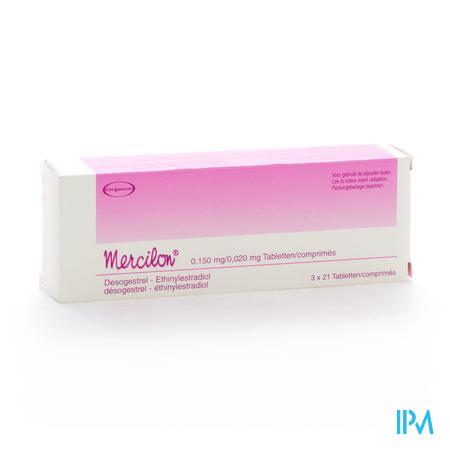 Organon
Voor gebruik de bijsluiter lezen.
Lire la notice avant utilisation.
Packungsbeilage beachten.
Mercilon®
0,150 mg/0,020 mg Tabletten/comprimés
Desogestrel - Ethinylestradiol
désogestrel - éthinylestradiol
3 x 21 Tabletten/comprimés
IPM